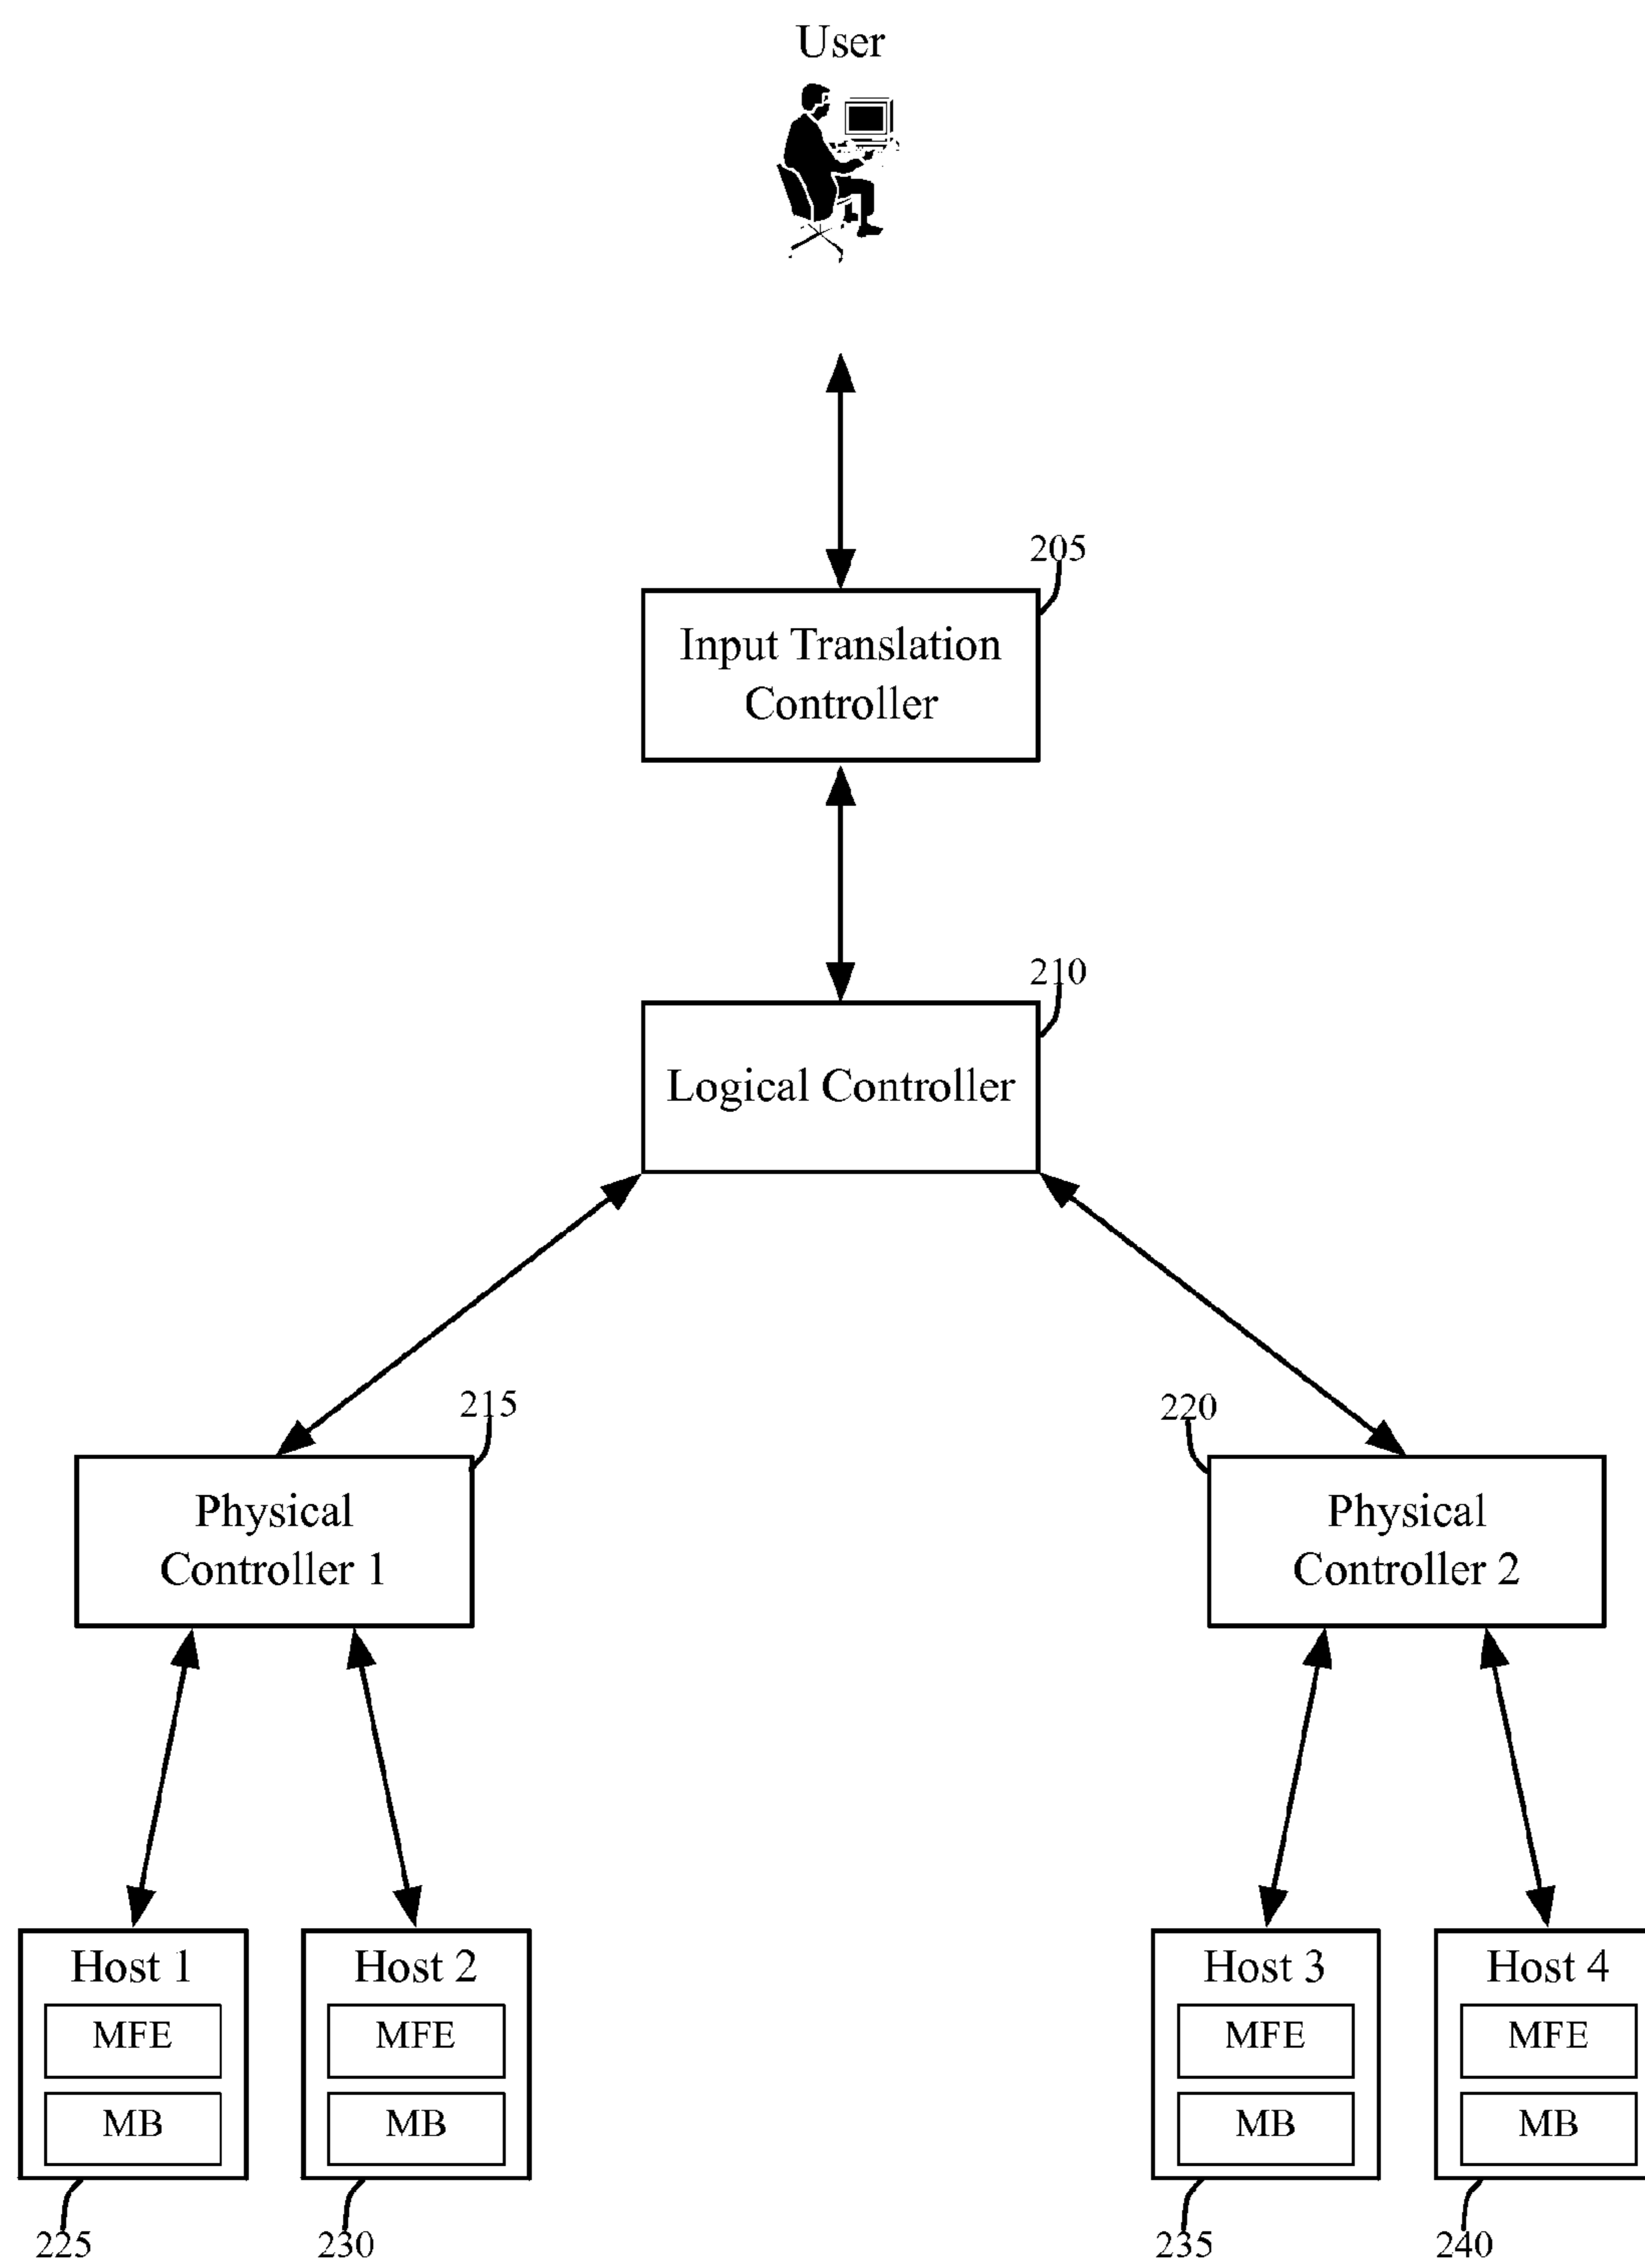 User
205
Input Translation
Controller
210
Logical Controller
215
220
Physical
Controller 1
Physical
Controller 2
Host 1
MFE
MB
Host 2
MFE
MB
Host 3
MFE
MB
Host 4
MFE
MB
225
230
235
240